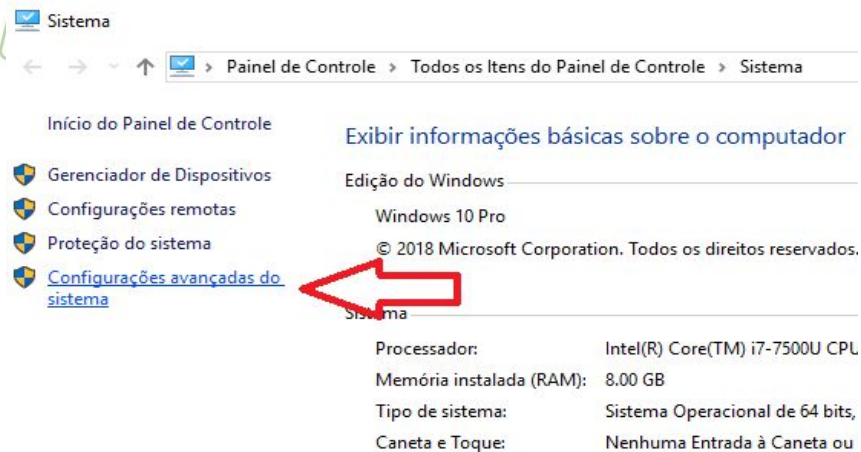 Sistema
Painel de Controle > Todos os Itens do Painel de Controle > Sistema
Início do Painel de Controle
Gerenciador de Dispositivos
Configurações remotas
Proteção do sistema
Configurações avançadas do
sistema
Exibir informações básicas sobre o computador
Edição do Windows
Windows 10 Pro
© 2018 Microsoft Corporation. Todos os direitos reservados.
Sistema
Processador: Intel(R) Core(TM) i7-7500U CPU
Memória instalada (RAM): 8.00 GB
Tipo de sistema: Sistema Operacional de 64 bits,
Caneta e Toque: Nenhuma Entrada à Caneta ou